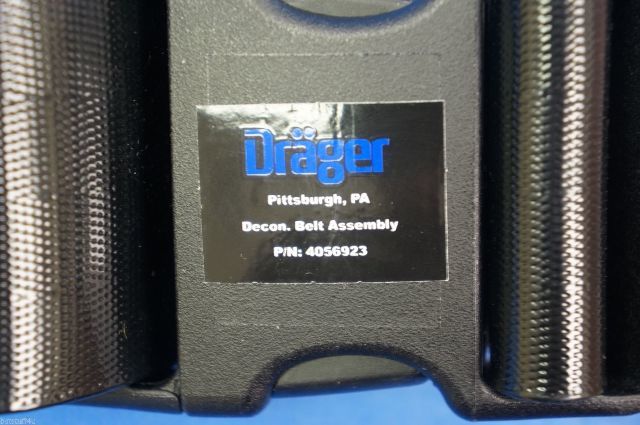 Dräger
Pittsburgh, PA
Decon. Belt Assembly
P/N: 4056923